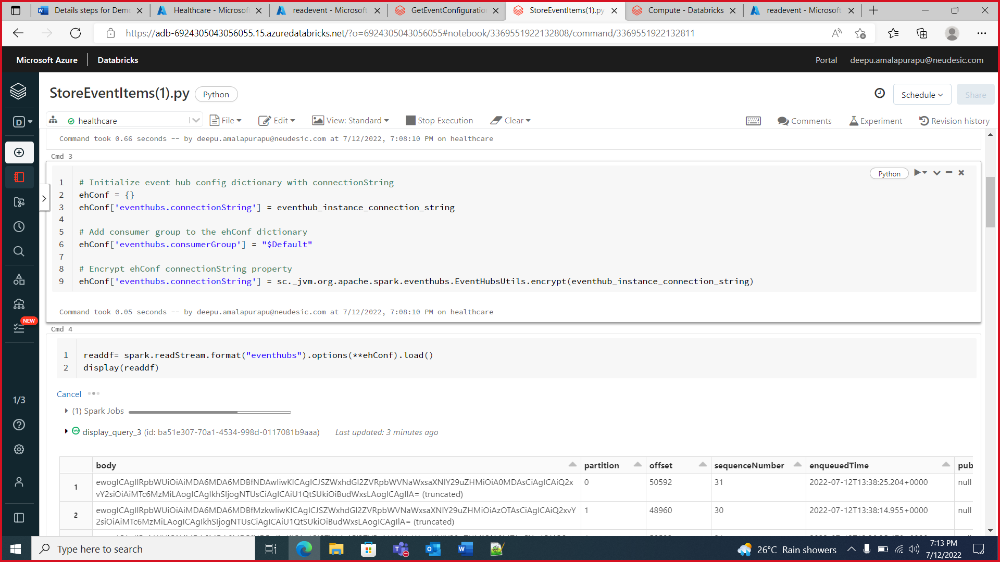 Details steps for Dem
Healthcare - Microsoft
readevent - Microsoft
GetEventConfiguratio
StoreEventItems(1).py
Compute - Databricks
readevent - Microsoft
https://adb-6924305043056055.15.azuredatabricks.net/?o=6924305043056055#notebook/3369551922132808/command/3369551922132811
Microsoft Azure
Databricks
Portal
deepu.amalapurapu@neudesic.com
StoreEventItems(1).py
Python
Schedule
Share
D
healthcare
File
Edit
View: Standard
Stop Execution
Clear
Comments
Experiment
Revision history
Command took 0.66 seconds -- by deepu.amalapurapu@neudesic.com at 7/12/2022, 7:08:10 PM on healthcare
Cmd 3
Python
1 # Initialize event hub config dictionary with connectionString
2 ehConf = {}
3 ehConf['eventhubs.connectionString'] = eventhub_instance_connection_string
4
5 # Add consumer group to the ehConf dictionary
6 ehConf['eventhubs.consumerGroup'] = "$Default"
7
8 # Encrypt ehConf connectionString property
9 ehConf['eventhubs.connectionString'] = sc._jvm.org.apache.spark.eventhubs.EventHubsUtils.encrypt(eventhub_instance_connection_string)
Command took 0.05 seconds -- by deepu.amalapurapu@neudesic.com at 7/12/2022, 7:08:10 PM on healthcare
NEW
Cmd 4
1 readdf= spark.readStream.format("eventhubs").options(**ehConf).load()
2 display(readdf)
Cancel
1/3
(1) Spark Jobs
display_query_3 (id: ba51e307-70a1-4534-998d-0117081b9aaa) Last updated: 3 minutes ago
body partition offset sequenceNumber enqueuedTime pub
1 ewogICAgIlRpbWUiOiAiMDA6MDA6MDBfNDAwIiwKICAgICJSZWxhdGl2ZVRpbWVNaWxsaXNlY29uZHMiOiA0MDAsCiAgICAiQ2xvY2siOiAiMTc6MzMiLAogICAgIkhSIjogNTUsCiAgICAiU1QtSUkiOiBudWxsLAogICAgIlA= (truncated) 0 50592 31 2022-07-12T13:38:25.204+0000 null
2 ewogICAgIlRpbWUiOiAiMDA6MDA6MDBfMzkwIiwKICAgICJSZWxhdGl2ZVRpbWVNaWxsaXNlY29uZHMiOiAzOTAsCiAgICAiQ2xvY2siOiAiMTc6MzMiLAogICAgIkhSIjogNTUsCiAgICAiU1QtSUkiOiBudWxsLAogICAgIlA= (truncated) 1 48960 30 2022-07-12T13:38:14.955+0000 null
Type here to search
26°C Rain showers
7:13 PM
7/12/2022